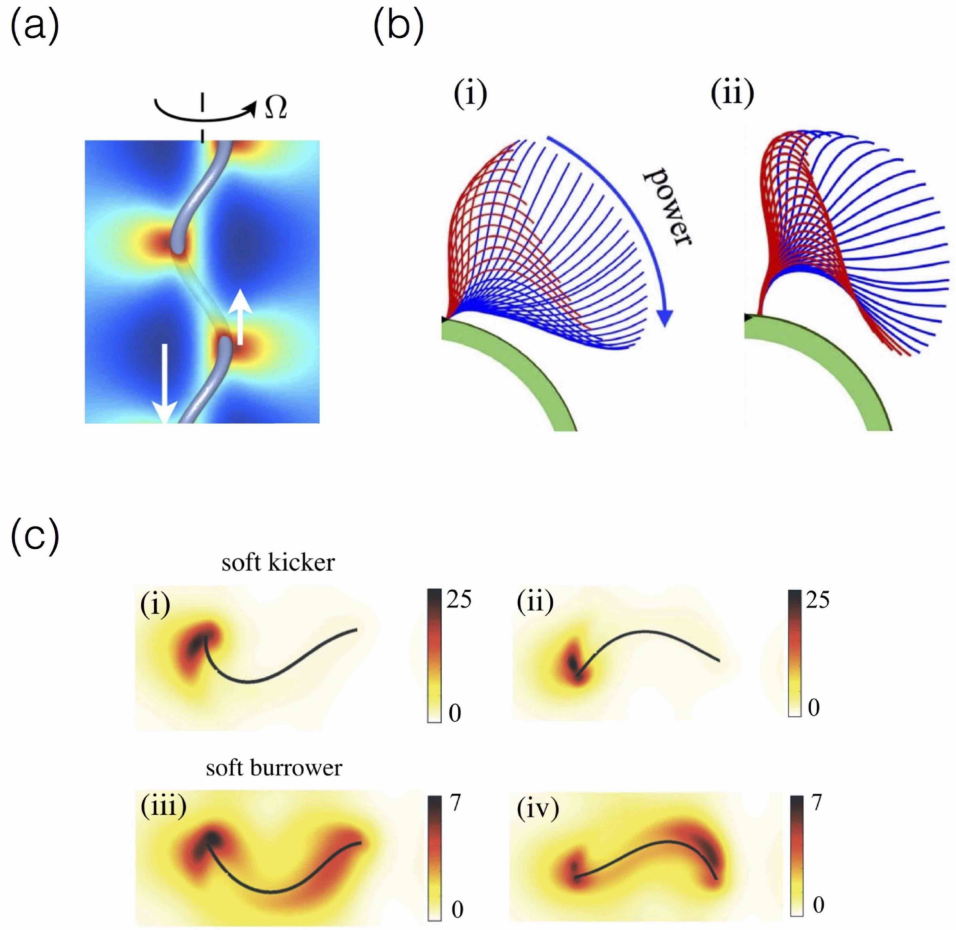 (a)
Ω
(b)
(i)
power
(ii)
(c)
soft kicker
(i)
25
0
(ii)
25
0
soft burrower
(iii)
7
0
(iv)
7
0